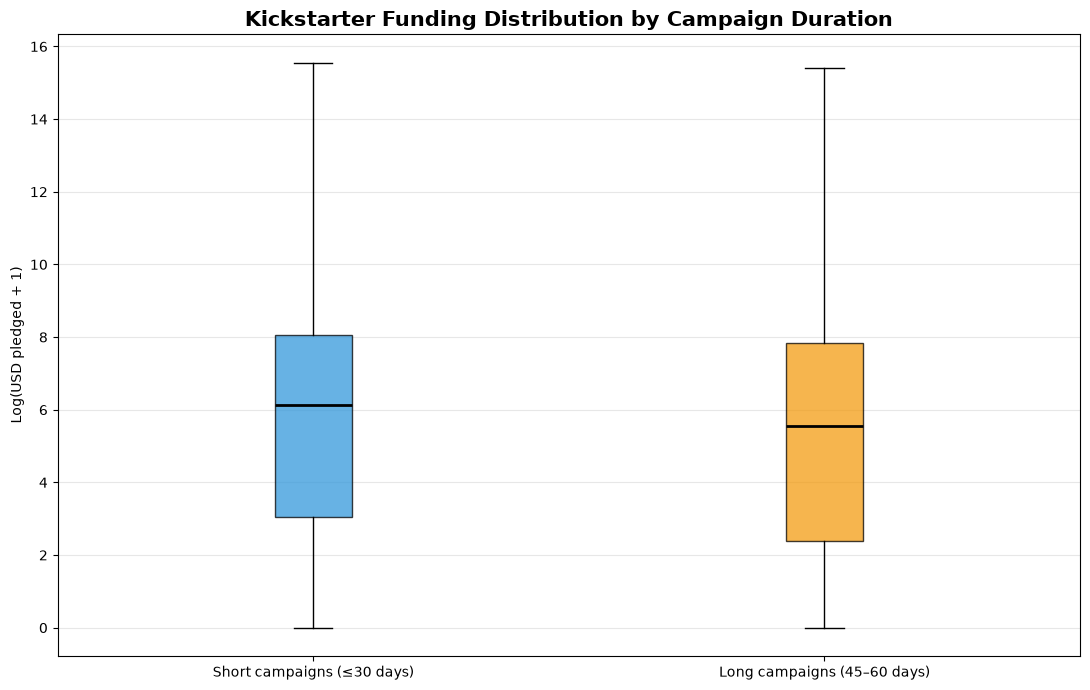 Kickstarter Funding Distribution by Campaign Duration
Log(USD pledged + 1)
16
14
12
10
8
6
4
2
0
Short campaigns (≤30 days)
Long campaigns (45–60 days)